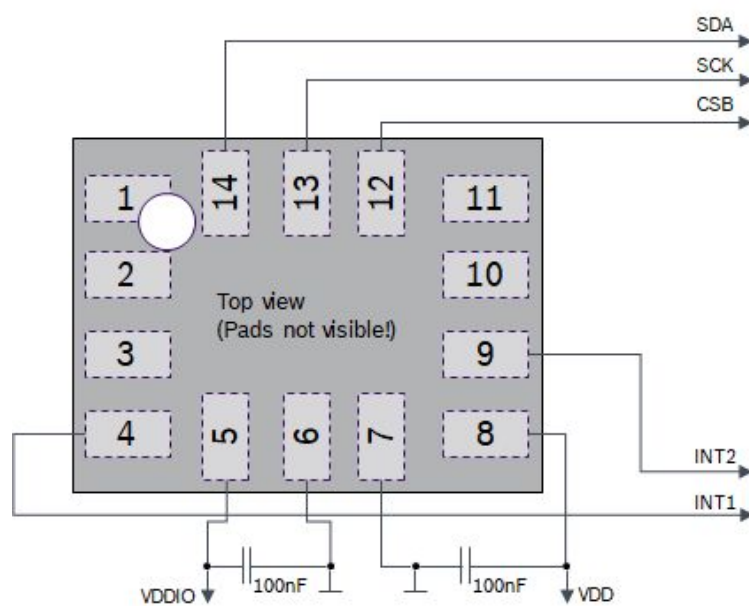 SDA
SCK
CSB
14
13
12
1
11
2
10
Top view
(Pads not visible!)
3
9
4
5
6
7
8
INT2
INT1
100nF
100nF
VDDIO
VDD